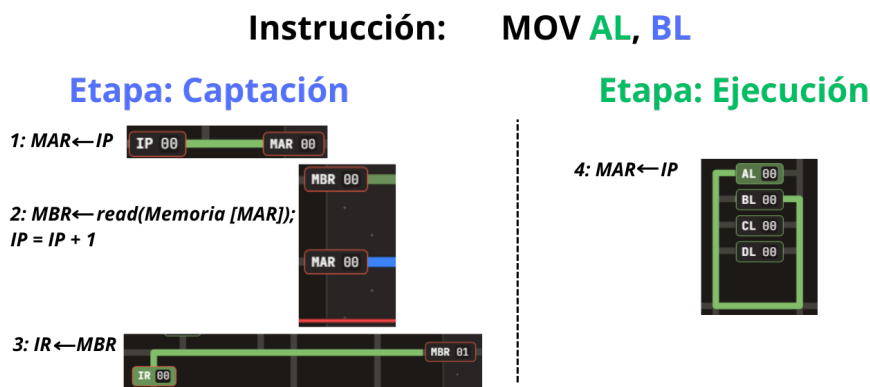 Instrucción: MOV AL, BL
Etapa: Captación
Etapa: Ejecución
1: MAR←IP
IP 00
MAR 00
2: MBR←read(Memoria [MAR]);
IP = IP + 1
MBR 00
MAR 00
3: IR←MBR
MBR 01
IR 00
4: MAR←IP
AL 00
BL 00
CL 00
DL 00